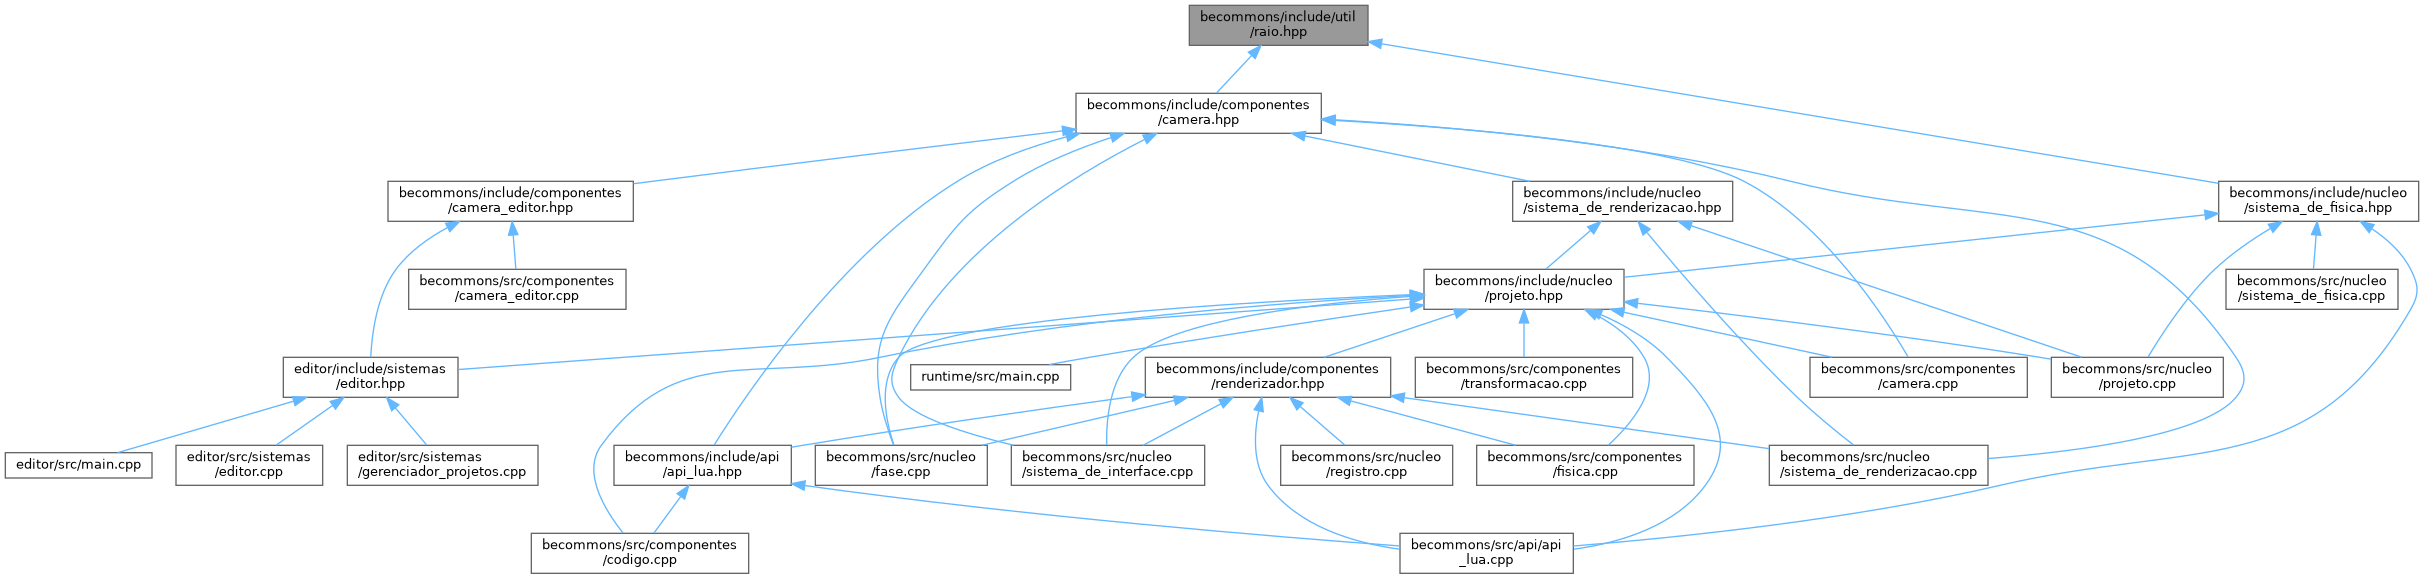 becommons/include/util
/raio.hpp
becommons/include/componentes
/camera.hpp
becommons/include/componentes
/camera_editor.hpp
becommons/include/nucleo
/sistema_de_renderizacao.hpp
becommons/include/nucleo
/sistema_de_fisica.hpp
becommons/src/componentes
/camera_editor.cpp
becommons/include/nucleo
/projeto.hpp
becommons/src/nucleo
/sistema_de_fisica.cpp
editor/include/sistemas
/editor.hpp
runtime/src/main.cpp
becommons/include/componentes
/renderizador.hpp
becommons/src/componentes
/transformacao.cpp
becommons/src/componentes
/camera.cpp
becommons/src/nucleo
/projeto.cpp
editor/src/main.cpp
editor/src/sistemas
/editor.cpp
editor/src/sistemas
/gerenciador_projetos.cpp
becommons/include/api
/api_lua.hpp
becommons/src/nucleo
/fase.cpp
becommons/src/nucleo
/sistema_de_interface.cpp
becommons/src/nucleo
/registro.cpp
becommons/src/componentes
/fisica.cpp
becommons/src/nucleo
/sistema_de_renderizacao.cpp
becommons/src/componentes
/codigo.cpp
becommons/src/api/api
_lua.cpp